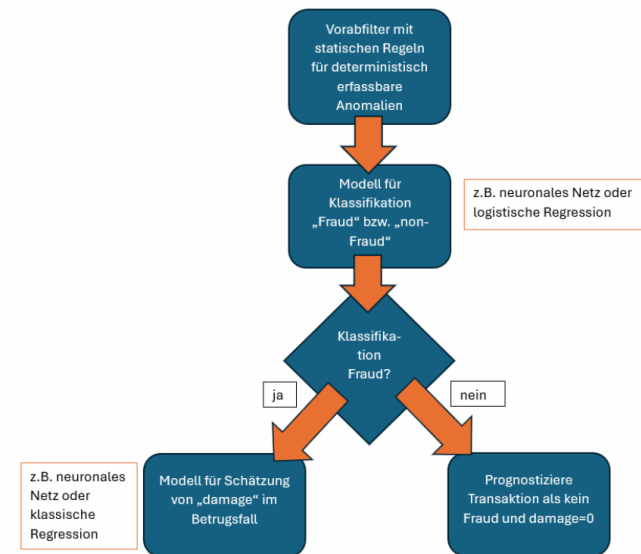 Vorabfilter mit
statischen Regeln
für deterministisch
erfassbare
Anomalien
Modell für
Klassifikation
„Fraud“ bzw. „non-
Fraud“
z.B. neuronales Netz oder
logistische Regression
Klassifika-
tion
Fraud?
ja
nein
z.B. neuronales
Netz oder
klassische
Regression
Modell für Schätzung
von „damage“ im
Betrugsfall
Prognostiziere
Transaktion als kein
Fraud und damage=0